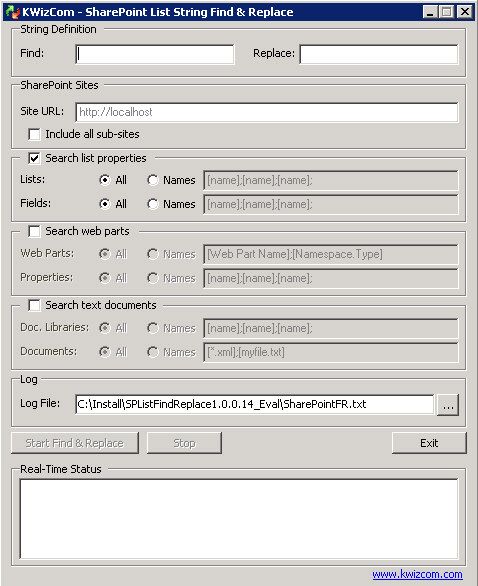 KWizCom - SharePoint List String Find & Replace
String Definition
Find: Replace:
SharePoint Sites
Site URL: http://localhost
Include all sub-sites
Search list properties
Lists: All Names [name];[name];[name];
Fields: All Names [name];[name];[name];
Search web parts
Web Parts: All Names [Web Part Name];[Namespace.Type]
Properties: All Names [name];[name];[name];
Search text documents
Doc. Libraries: All Names [name];[name];[name];
Documents: All Names [*.xml];[myfile.txt]
Log
Log File: C:\Install\SPListFindReplace1.0.0.14_Eval\SharePointFR.txt ...
Start Find & Replace Stop Exit
Real-Time Status
www.kwizcom.com